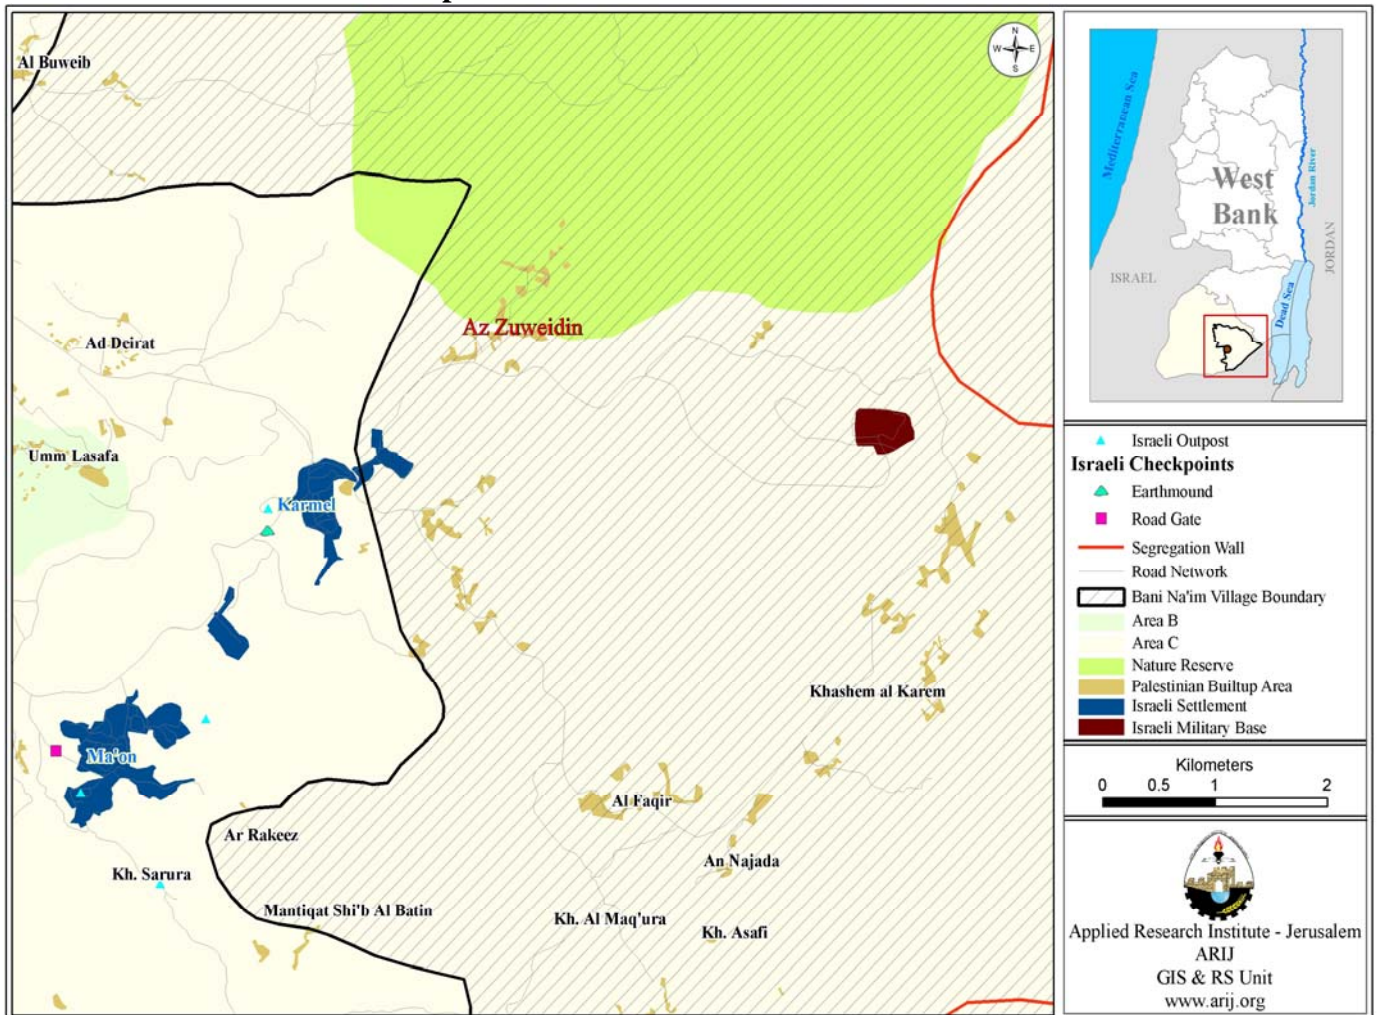 Al Buweib
N
W E
S
Az Zuweidin
Ad Deirat
Umm Lasafa
Karmel
Khashem al Karem
Ma'on
Al Faqir
Ar Rakeez
An Najada
Kh. Sarura
Mantiqat Shi'b Al Batin
Kh. Al Maq'ura
Kh. Asafi
Mediterranean Sea
West
Bank
Jordan River
JORDAN
ISRAEL
Dead Sea
Israeli Outpost
Israeli Checkpoints
Earthmound
Road Gate
Segregation Wall
Road Network
Bani Na'im Village Boundary
Area B
Area C
Nature Reserve
Palestinian Builtup Area
Israeli Settlement
Israeli Military Base
Kilometers
0 0.5 1 2
Applied Research Institute - Jerusalem
ARIJ
GIS & RS Unit
www.arij.org